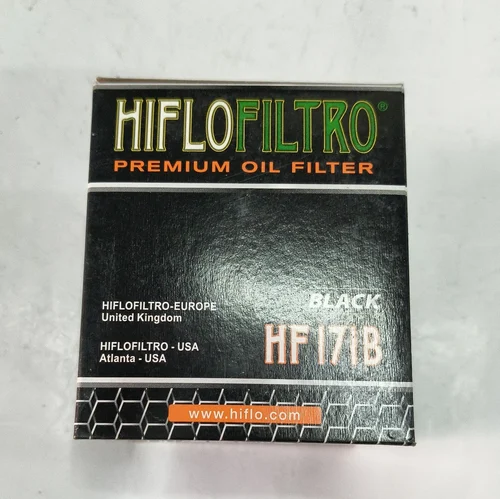 HIFLOFILTRO®
PREMIUM OIL FILTER
BLACK
HIFLOFILTRO-EUROPE
United Kingdom
HF171B
HIFLOFILTRO - USA
Atlanta - USA
www.hiflo.com